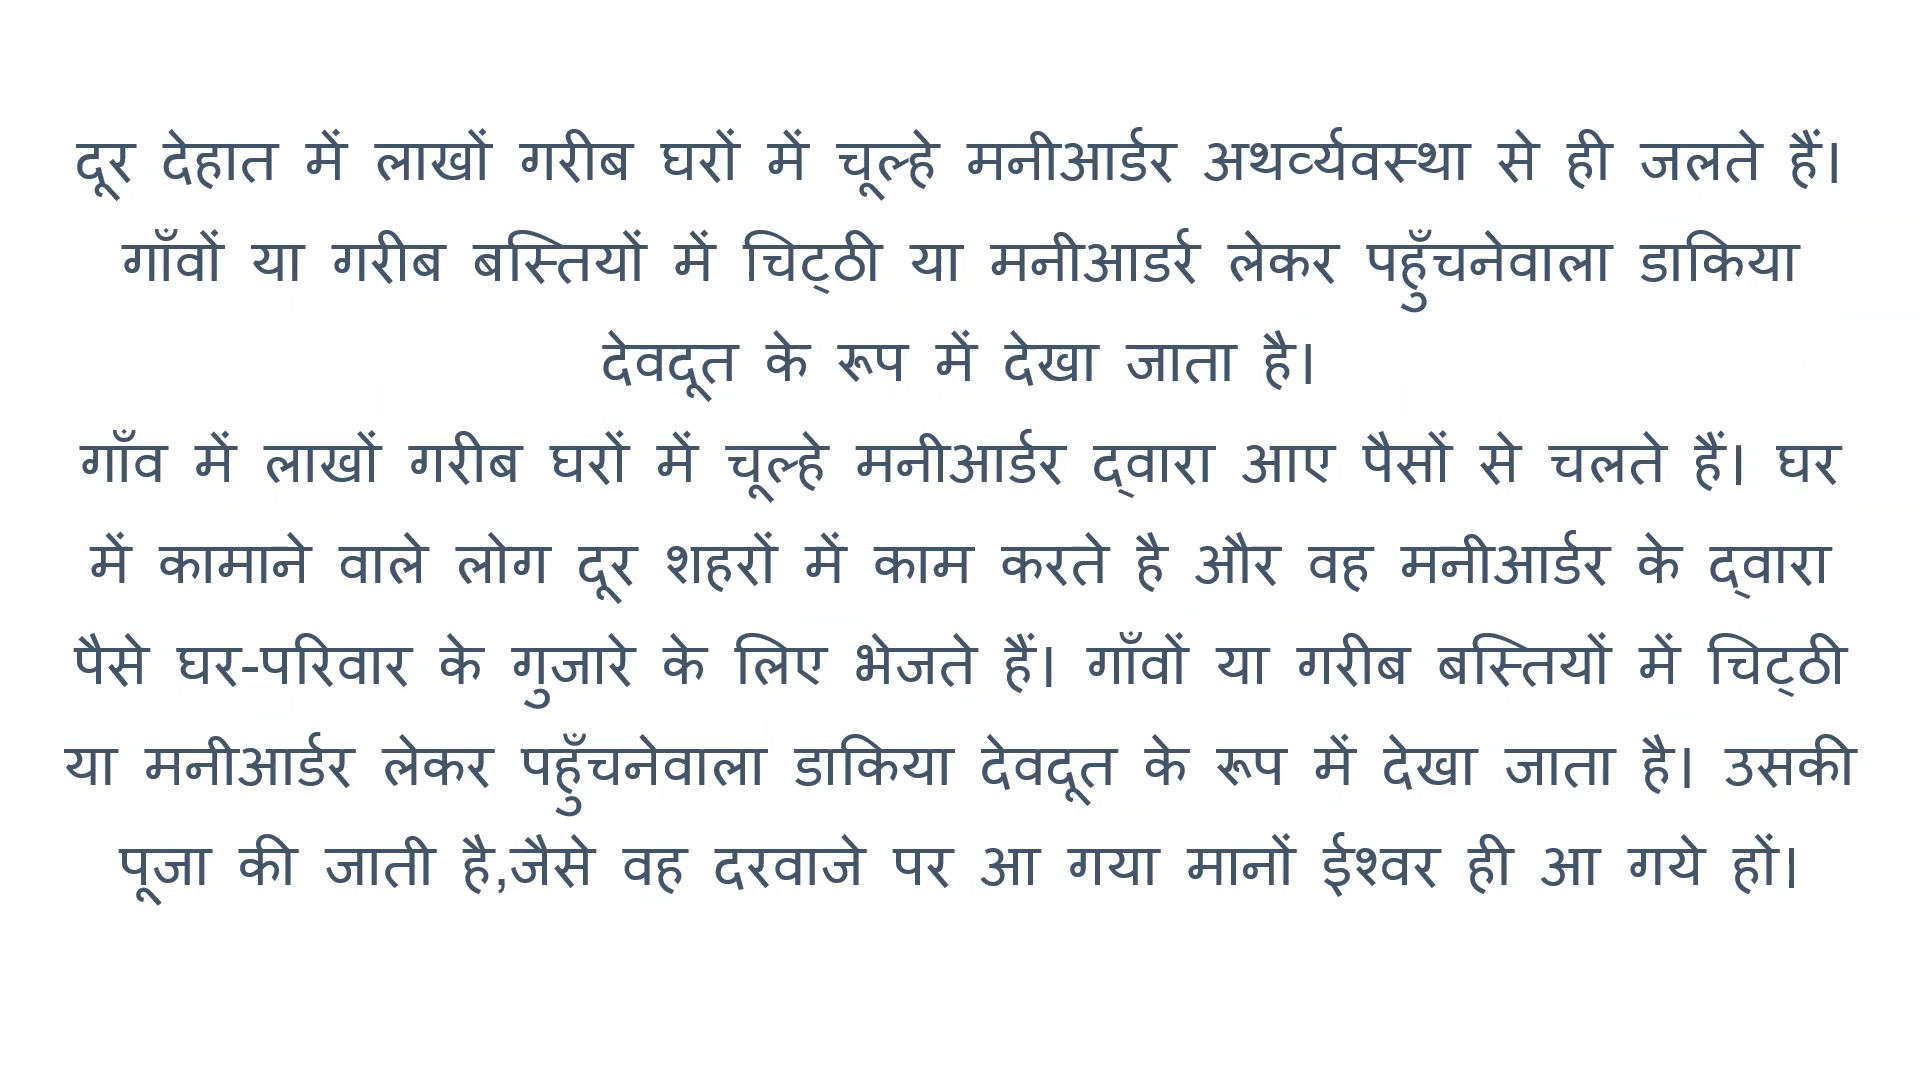 दूर देहात में लाखों गरीब घरों में चूल्हे मनीआर्डर अथर्व्यवस्था से ही जलते हैं।
गाँवों या गरीब बस्तियों में चिट्ठी या मनीआडर्र लेकर पहुँचनेवाला डाकिया
देवदूत के रूप में देखा जाता है।
गाँव में लाखों गरीब घरों में चूल्हे मनीआर्डर द्वारा आए पैसों से चलते हैं। घर
में कामाने वाले लोग दूर शहरों में काम करते है और वह मनीआर्डर के द्वारा
पैसे घर-परिवार के गुजारे के लिए भेजते हैं। गाँवों या गरीब बस्तियों में चिट्ठी
या मनीआर्डर लेकर पहुँचनेवाला डाकिया देवदूत के रूप में देखा जाता है। उसकी
पूजा की जाती है,जैसे वह दरवाजे पर आ गया मानों ईश्वर ही आ गये हों।